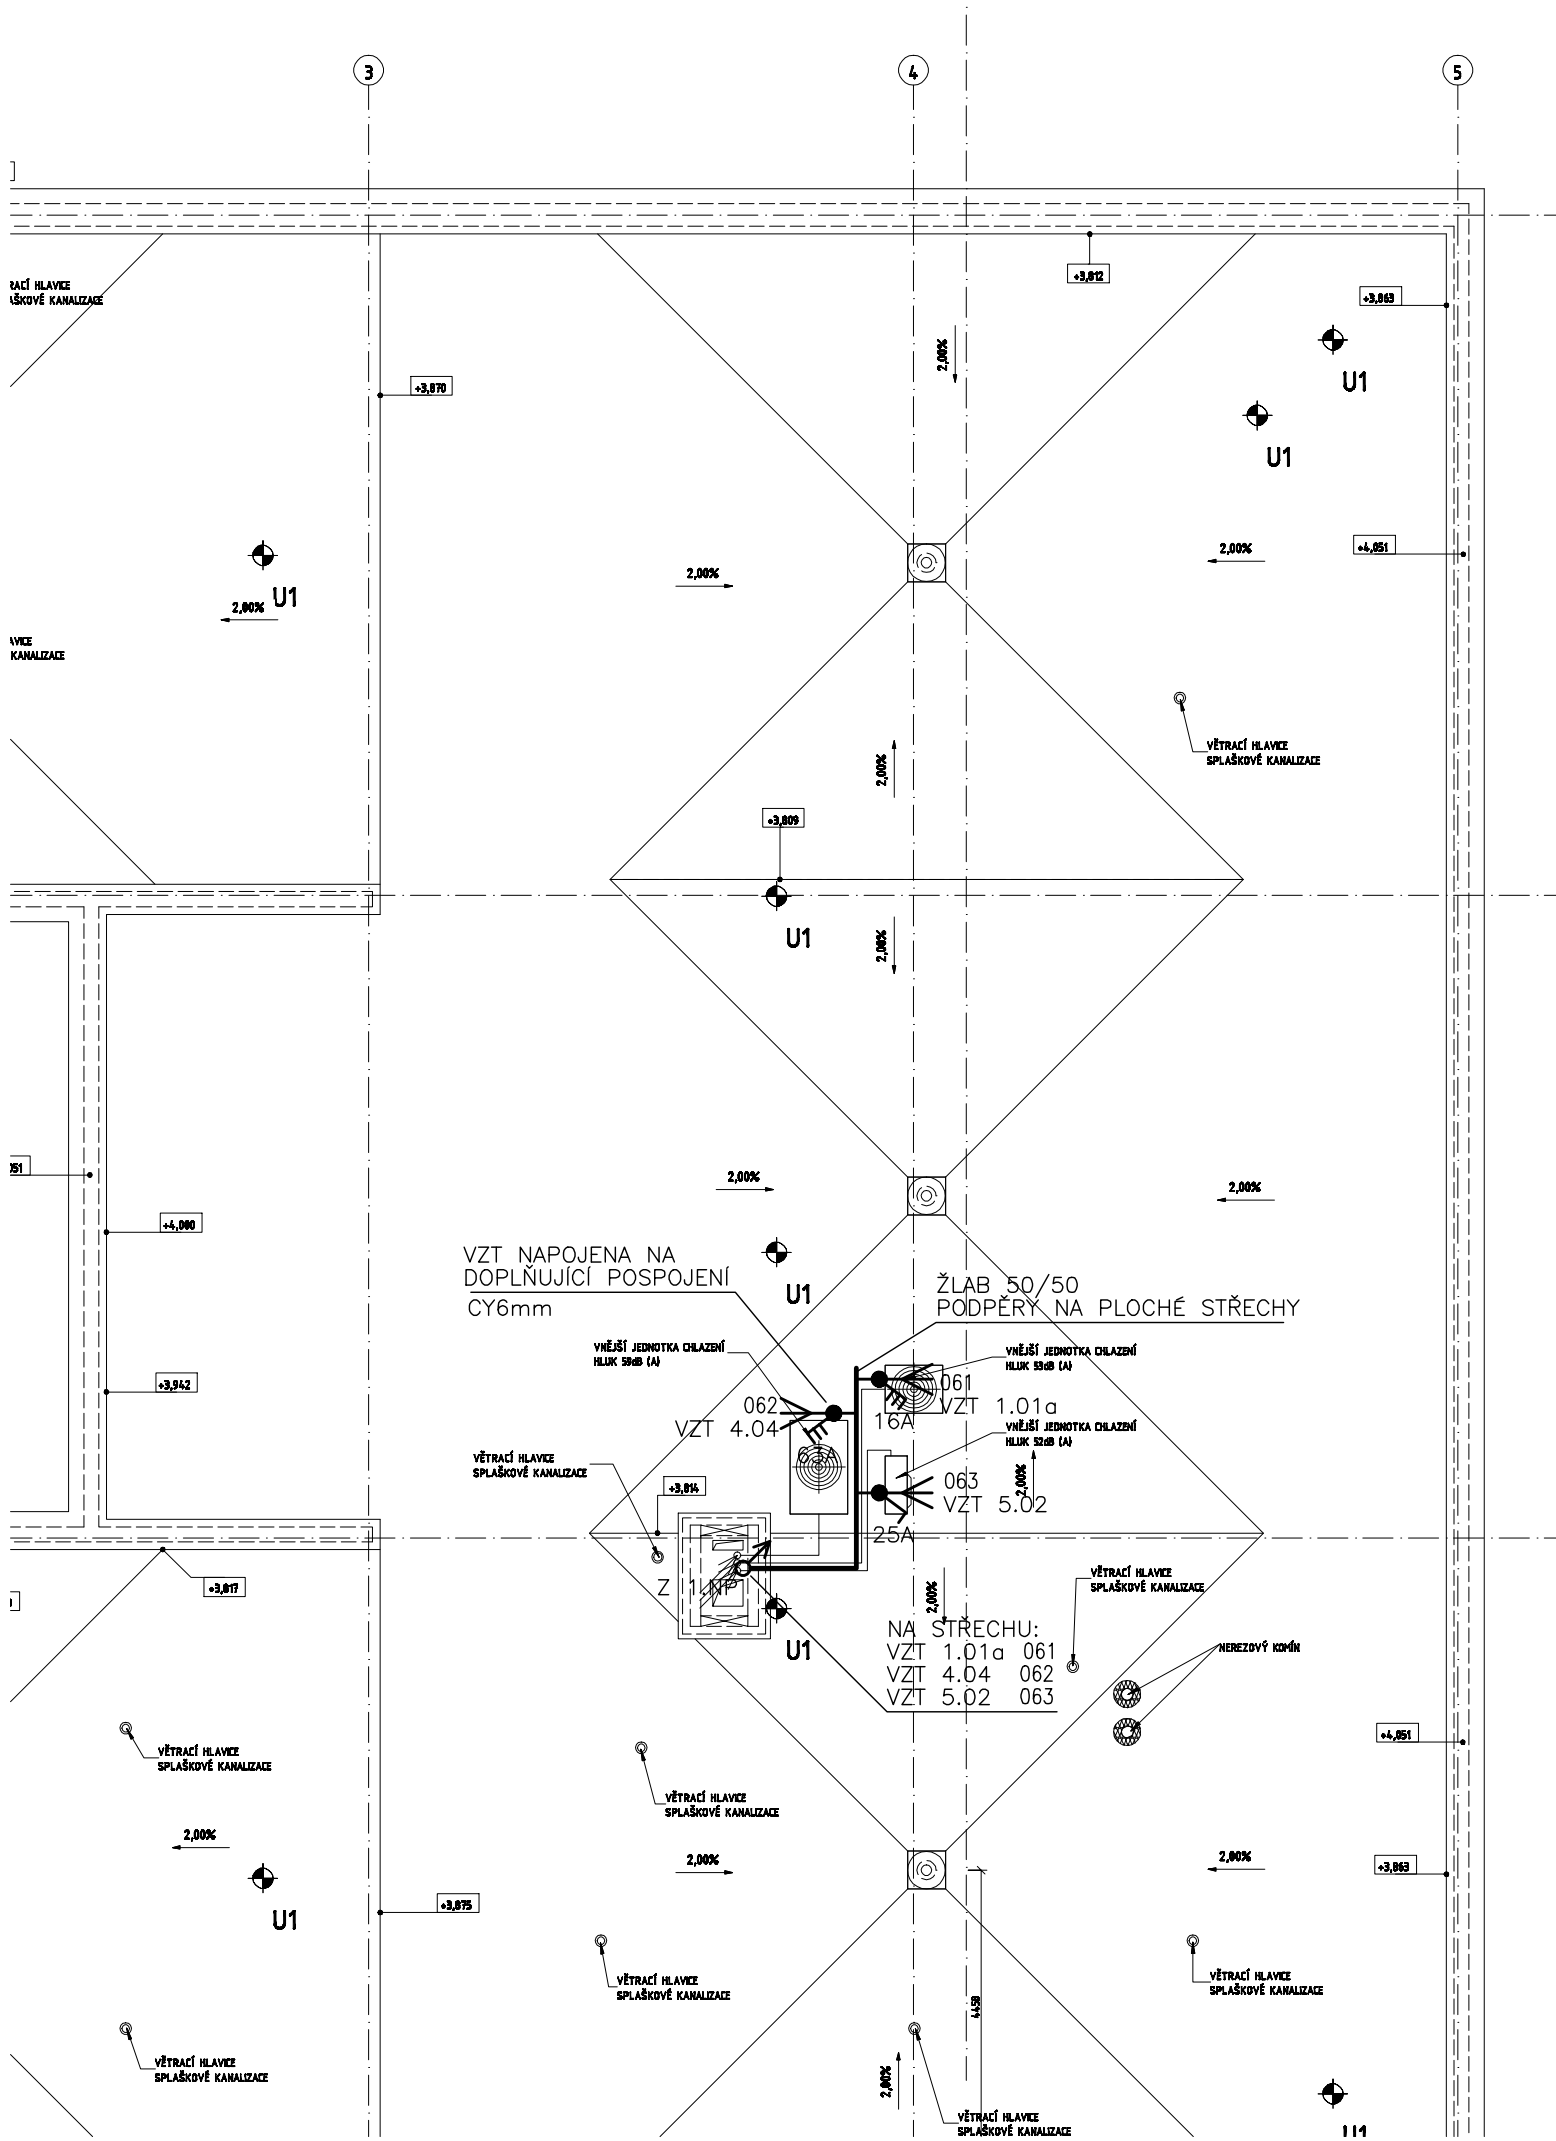 3
4
5
RACÍ HLAVICE
AŠKOVÉ KANALIZACE
+3,812
+3,863
U1
+3,870
2,00%
U1
2,00%
+4,051
U1
2,00%
2,00%
KANALIZACE
VĚTRACÍ HLAVICE
SPLAŠKOVÉ KANALIZACE
2,00%
+3,809
U1
2,00%
051
2,00%
2,00%
+4,000
VZT NAPOJENA NA
DOPLŇUJÍCÍ POSPOJENÍ
CY6mm
U1
ŽLAB 50/50
PODPĚRY NA PLOCHÉ STŘECHY
VNĚJŠÍ JEDNOTKA CHLAZENÍ
HLUK 59dB (A)
VNĚJŠÍ JEDNOTKA CHLAZENÍ
HLUK 53dB (A)
+3,942
061
VZT 1.01a
16A
062
VZT 4.04
VNĚJŠÍ JEDNOTKA CHLAZENÍ
HLUK 52dB (A)
VĚTRACÍ HLAVICE
SPLAŠKOVÉ KANALIZACE
063
VZT 5.02
2,00%
25A
+3,814
Z 1.NP
+3,817
VĚTRACÍ HLAVICE
SPLAŠKOVÉ KANALIZACE
2,00%
U1
NA STŘECHU:
VZT 1.01a 061
VZT 4.04 062
VZT 5.02 063
NEREZOVÝ KOMÍN
+4,051
VĚTRACÍ HLAVICE
SPLAŠKOVÉ KANALIZACE
VĚTRACÍ HLAVICE
SPLAŠKOVÉ KANALIZACE
2,00%
2,00%
2,00%
+3,863
U1
+3,875
VĚTRACÍ HLAVICE
SPLAŠKOVÉ KANALIZACE
VĚTRACÍ HLAVICE
SPLAŠKOVÉ KANALIZACE
4450
VĚTRACÍ HLAVICE
SPLAŠKOVÉ KANALIZACE
2,00%
VĚTRACÍ HLAVICE
SPLAŠKOVÉ KANALIZACE
U1